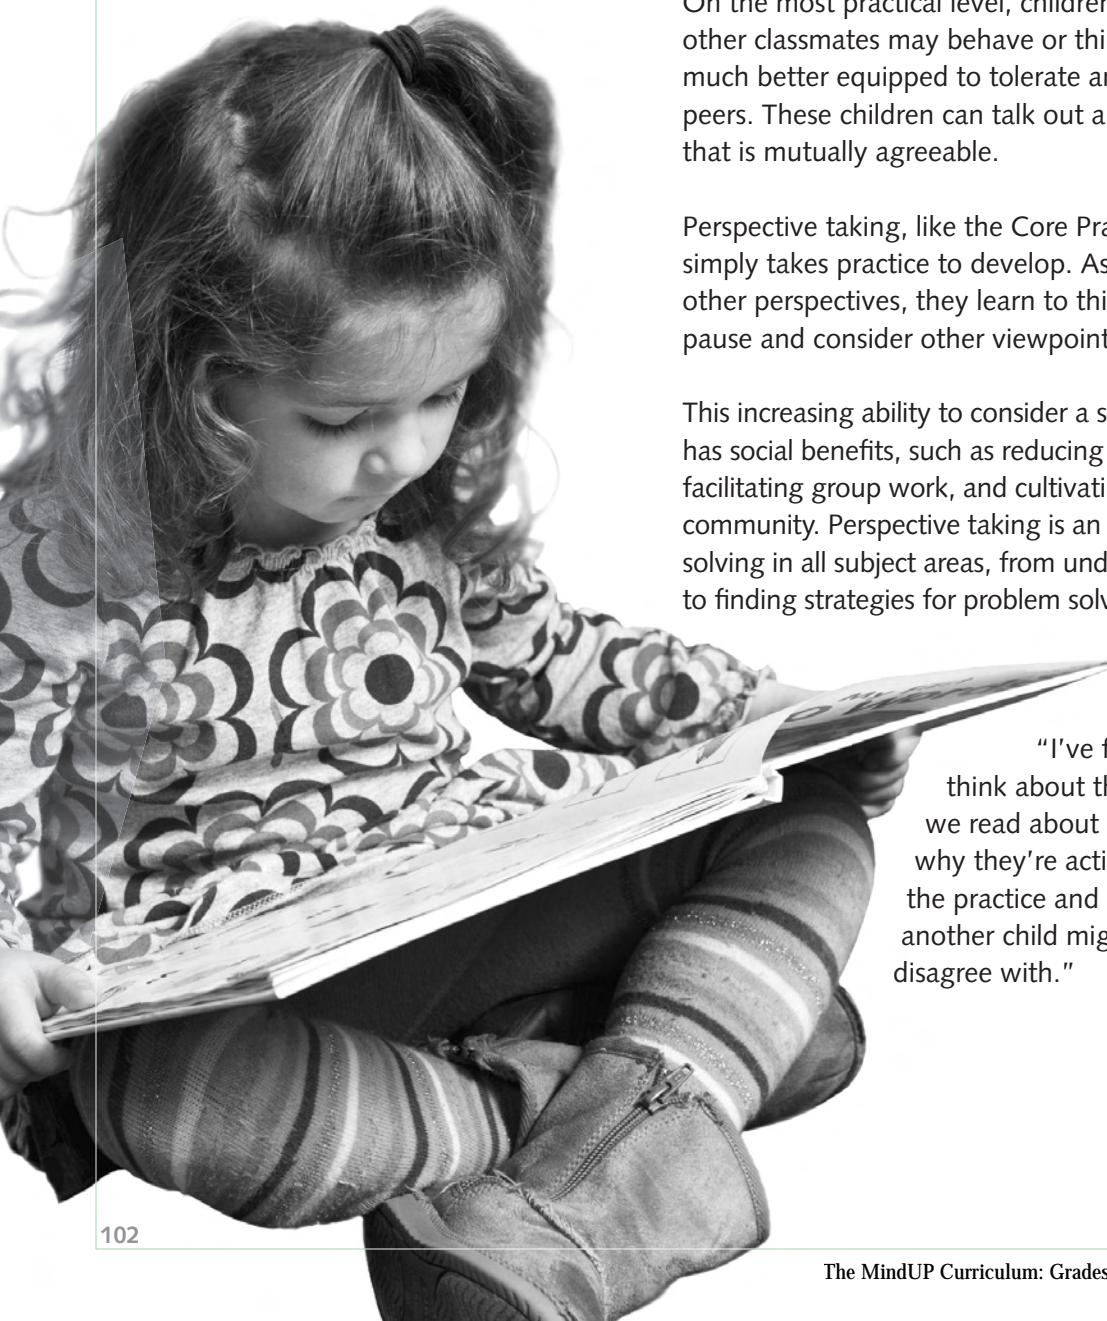 On the most practical level, children
other classmates may behave or thi
much better equipped to tolerate a
peers. These children can talk out a
that is mutually agreeable.
Perspective taking, like the Core Pra
simply takes practice to develop. As
other perspectives, they learn to thi
pause and consider other viewpoint
This increasing ability to consider a s
has social benefits, such as reducing
facilitating group work, and cultivati
community. Perspective taking is an
solving in all subject areas, from und
to finding strategies for problem solv
My First
“I’ve f
think about th
we read about
why they’re acti
the practice and
another child mig
disagree with.”
102
The MindUP Curriculum: Grades